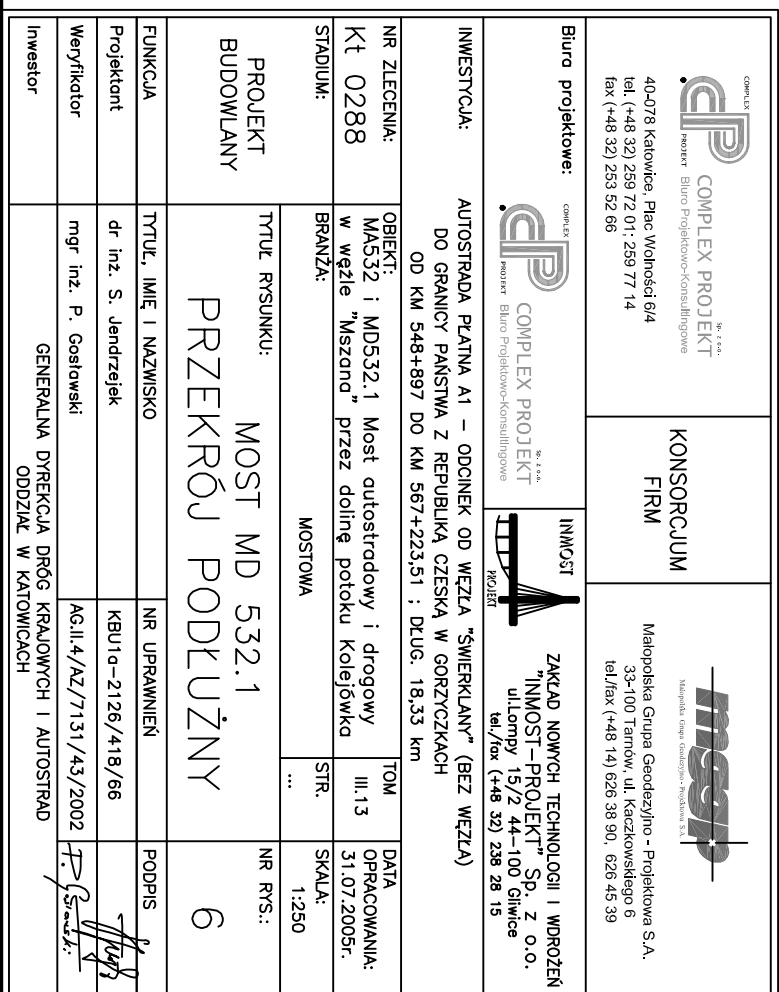 COMPLEX
PROJEKT
COMPLEX PROJEKT Sp. z o.o.
Biuro Projektowo-Konsultingowe
40-078 Katowice, Plac Wolności 6/4
tel. (+48 32) 259 72 01; 259 77 14
fax (+48 32) 253 52 66
KONSORCJUM
FIRM
mggp
Małopolska Grupa Geodezyjno - Projektowa S.A.
Małopolska Grupa Geodezyjno - Projektowa S.A.
33-100 Tarnów, ul. Kaczkowskiego 6
tel./fax (+48 14) 626 38 90, 626 45 39
Biura projektowe:
COMPLEX
PROJEKT
COMPLEX PROJEKT Sp. z o.o.
Biuro Projektowo-Konsultingowe
INMOST
PROJEKT
ZAKŁAD NOWYCH TECHNOLOGII I WDROŻEŃ
"INMOST-PROJEKT" Sp. z o.o.
ul.Lompy 15/2 44-100 Gliwice
tel./fax (+48 32) 238 28 15
INWESTYCJA:
AUTOSTRADA PŁATNA A1 - ODCINEK OD WĘZŁA "ŚWIERKLANY" (BEZ WĘZŁA)
DO GRANICY PAŃSTWA Z REPUBLIKĄ CZESKĄ W GORZYCZKACH
OD KM 548+897 DO KM 567+223,51 ; DŁUG. 18,33 km
NR ZLECENIA:
Kt 0288
OBIEKT:
MA532 i MD532.1 Most autostradowy i drogowy
w węźle "Mszana" przez dolinę potoku Kolejówka
TOM
III.13
DATA
OPRACOWANIA:
31.07.2005r.
STADIUM:
PROJEKT
BUDOWLANY
BRANŻA:
MOSTOWA
STR.
...
SKALA:
1:250
TYTUŁ RYSUNKU:
MOST MD 532.1
PRZEKRÓJ PODŁUŻNY
NR RYS.:
6
FUNKCJA
TYTUŁ, IMIĘ I NAZWISKO
NR UPRAWNIEŃ
PODPIS
Projektant
dr inż. S. Jendrzejek
KBU1a-2126/418/66
Weryfikator
mgr inż. P. Gosławski
AG.II.4/AZ/7131/43/2002
P. Gosławski
Inwestor
GENERALNA DYREKCJA DRÓG KRAJOWYCH I AUTOSTRAD
ODDZIAŁ W KATOWICACH